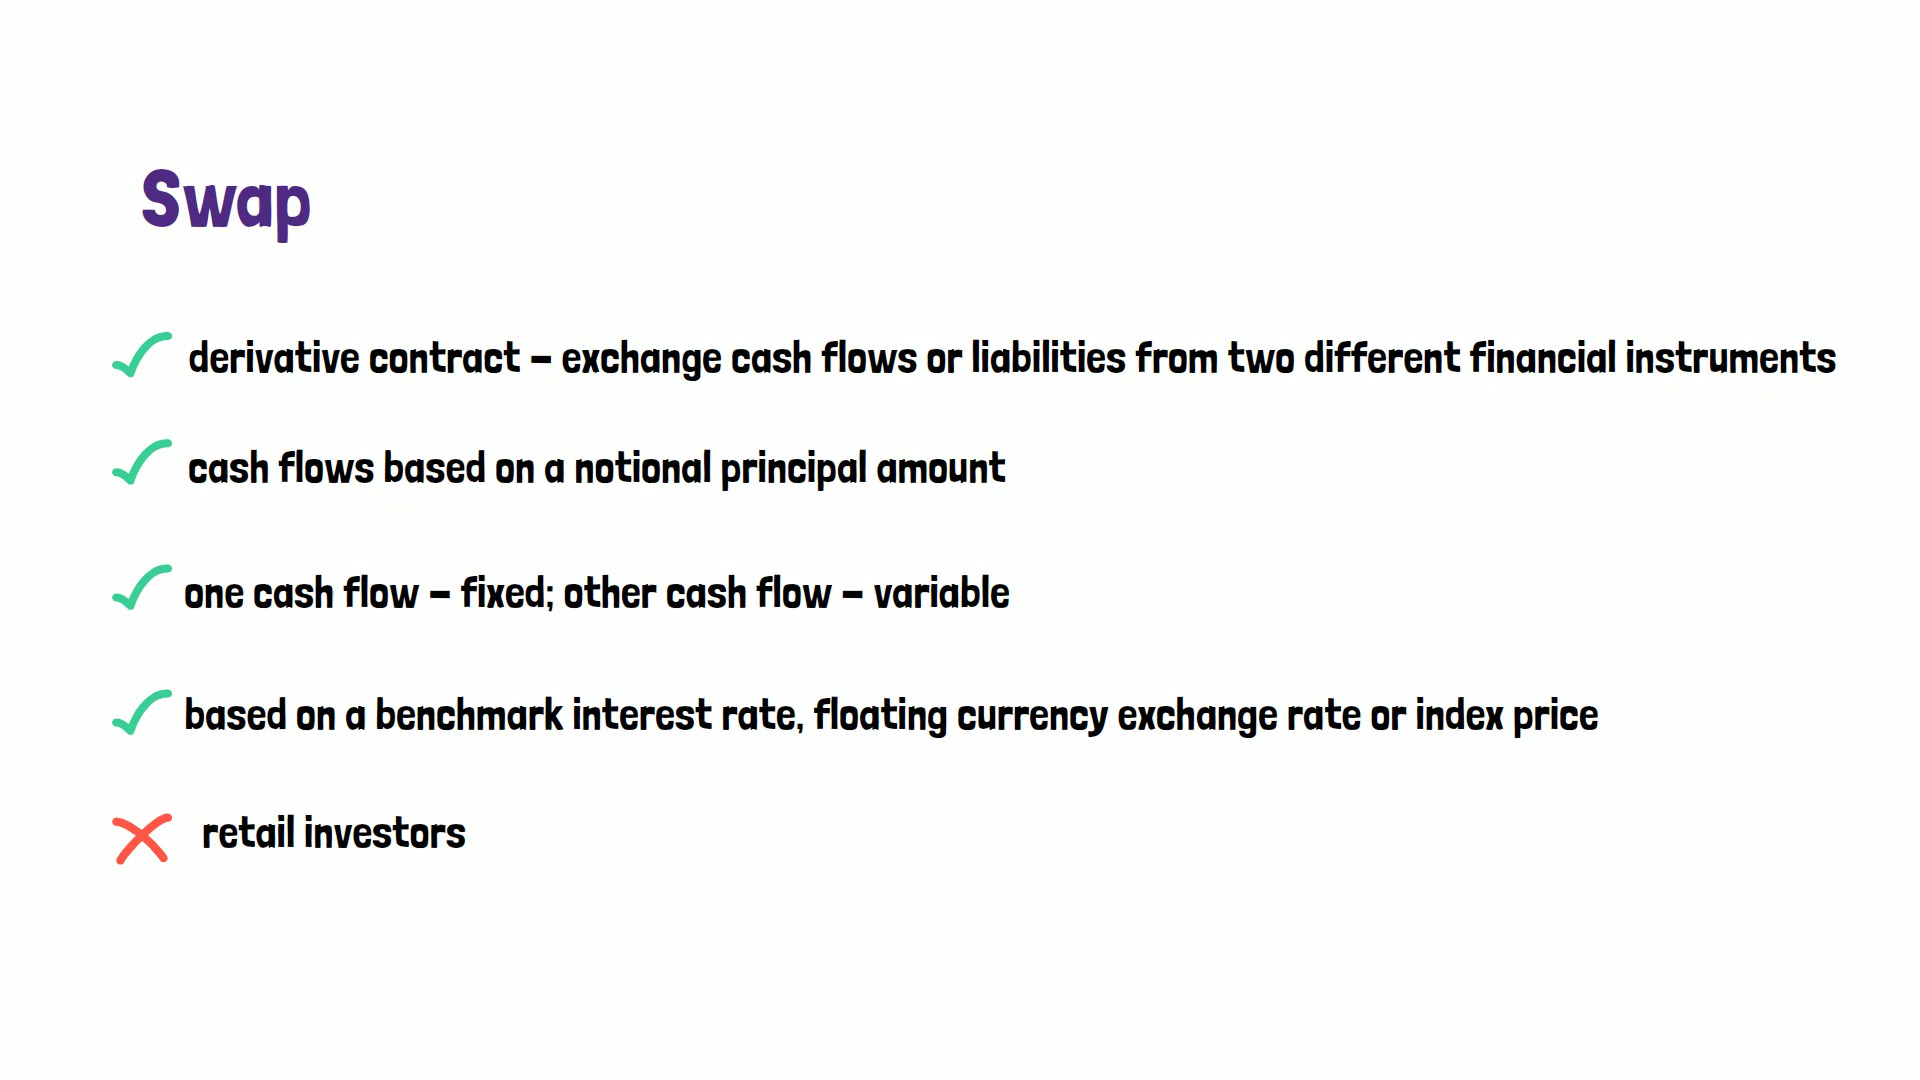 Swap
derivative contract – exchange cash flows or liabilities from two different financial instruments
cash flows based on a notional principal amount
one cash flow – fixed; other cash flow – variable
based on a benchmark interest rate, floating currency exchange rate or index price
retail investors